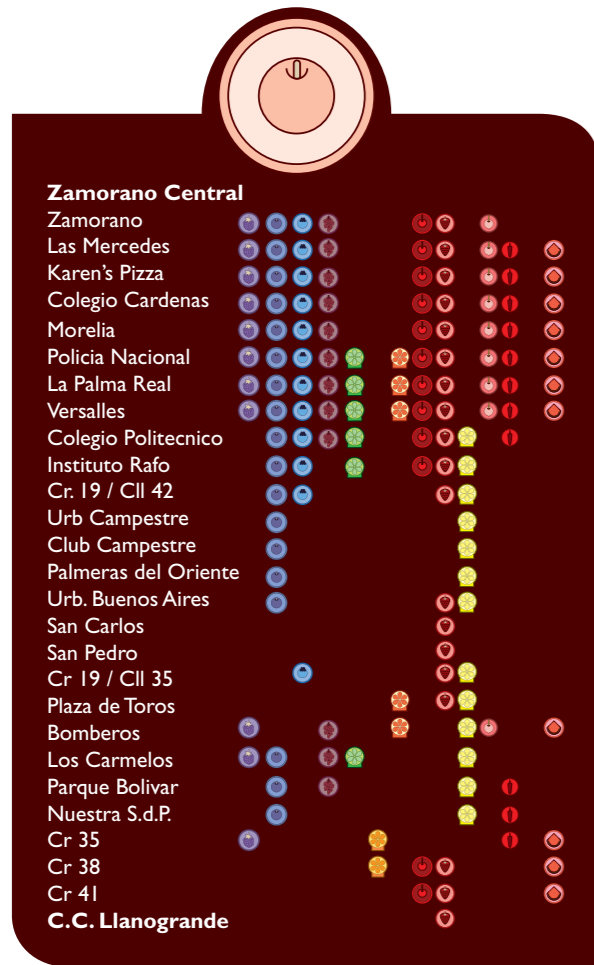 Zamorano Central
Zamorano
Las Mercedes
Karen's Pizza
Colegio Cardenas
Morelia
Policia Nacional
La Palma Real
Versalles
Colegio Politecnico
Instituto Rafo
Cr. 19 / Cll 42
Urb Campestre
Club Campestre
Palmeras del Oriente
Urb. Buenos Aires
San Carlos
San Pedro
Cr 19 / Cll 35
Plaza de Toros
Bomberos
Los Carmelos
Parque Bolivar
Nuestra S.d.P.
Cr 35
Cr 38
Cr 41
C.C. Llanogrande